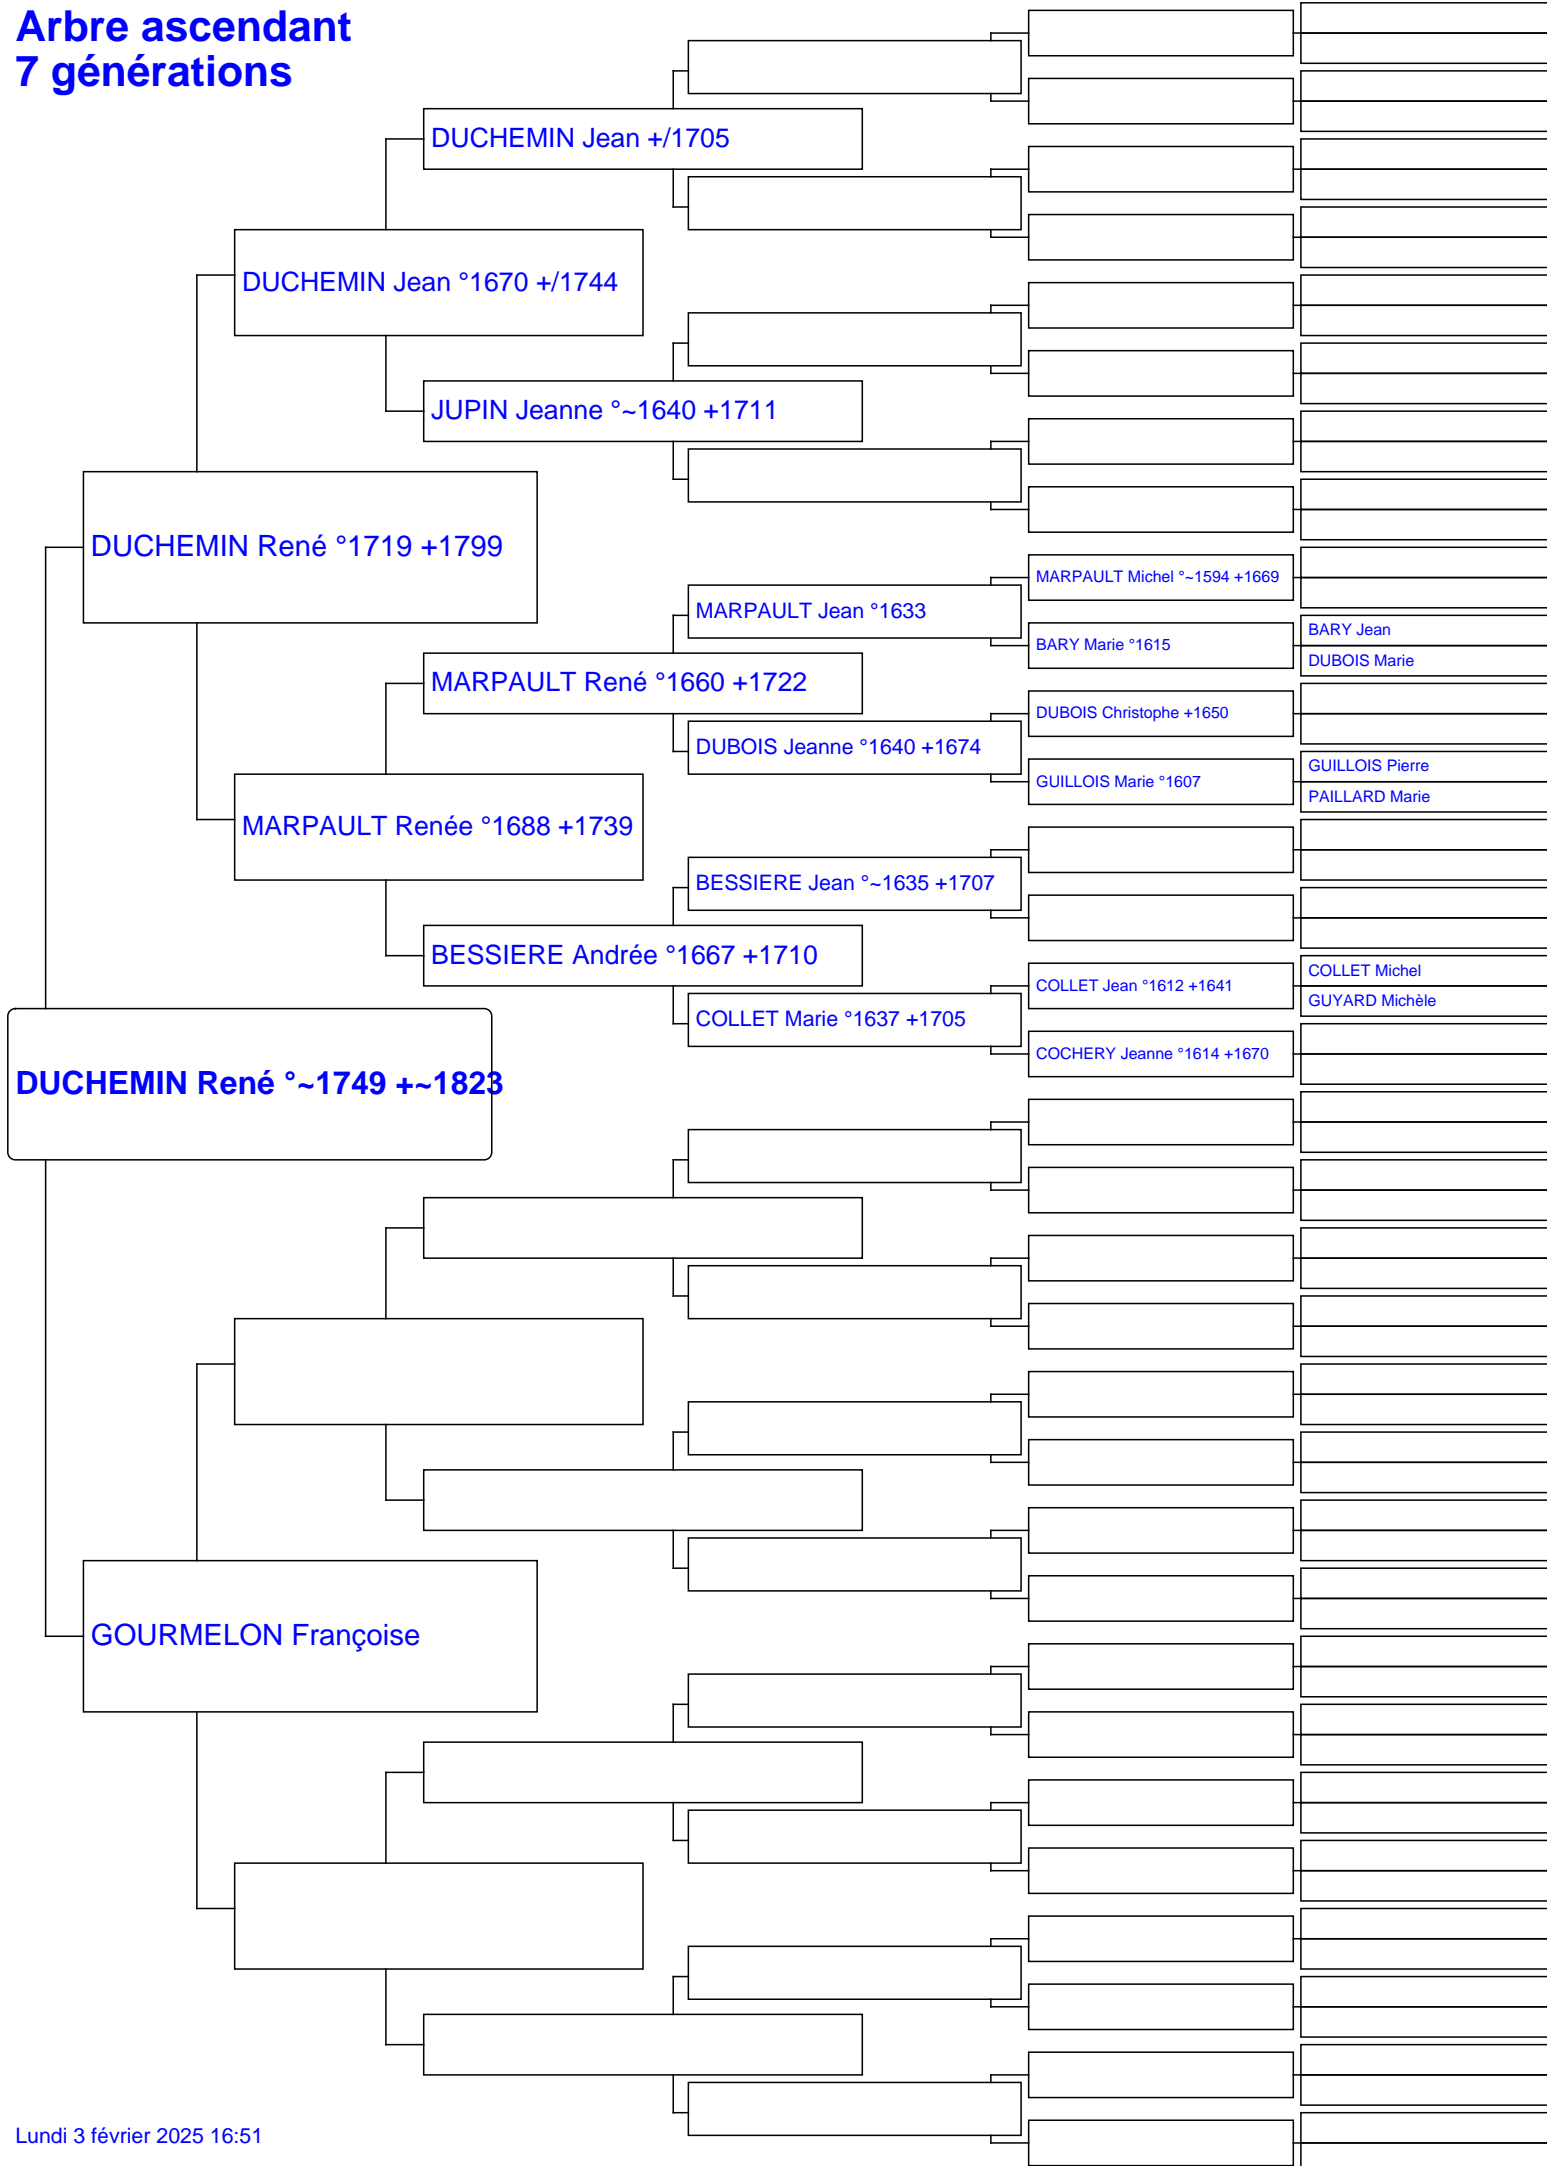 Arbre ascendant
7 générations
DUCHEMIN Jean +/1705
DUCHEMIN Jean °1670 +/1744
JUPIN Jeanne °~1640 +1711
DUCHEMIN René °1719 +1799
MARPAULT Michel °~1594 +1669
MARPAULT Jean °1633
BARY Jean
BARY Marie °1615
DUBOIS Marie
MARPAULT René °1660 +1722
DUBOIS Christophe +1650
DUBOIS Jeanne °1640 +1674
GUILLOIS Pierre
GUILLOIS Marie °1607
PAILLARD Marie
MARPAULT Renée °1688 +1739
BESSIERE Jean °~1635 +1707
BESSIERE Andrée °1667 +1710
COLLET Michel
COLLET Jean °1612 +1641
GUYARD Michèle
COLLET Marie °1637 +1705
COCHERY Jeanne °1614 +1670
DUCHEMIN René °~1749 +~1823
GOURMELON Françoise
Lundi 3 février 2025 16:51